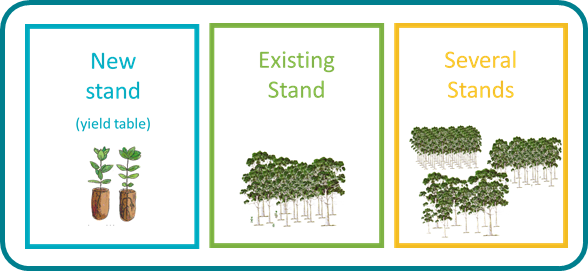 New
stand
(yield table)
Existing
Stand
Several
Stands